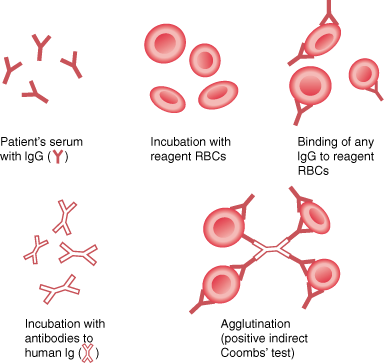 Patient's serum
with IgG ( )
Incubation with
reagent RBCs
Binding of any
IgG to reagent
RBCs
Incubation with
antibodies to
human Ig ( )
Agglutination
(positive indirect
Coombs' test)